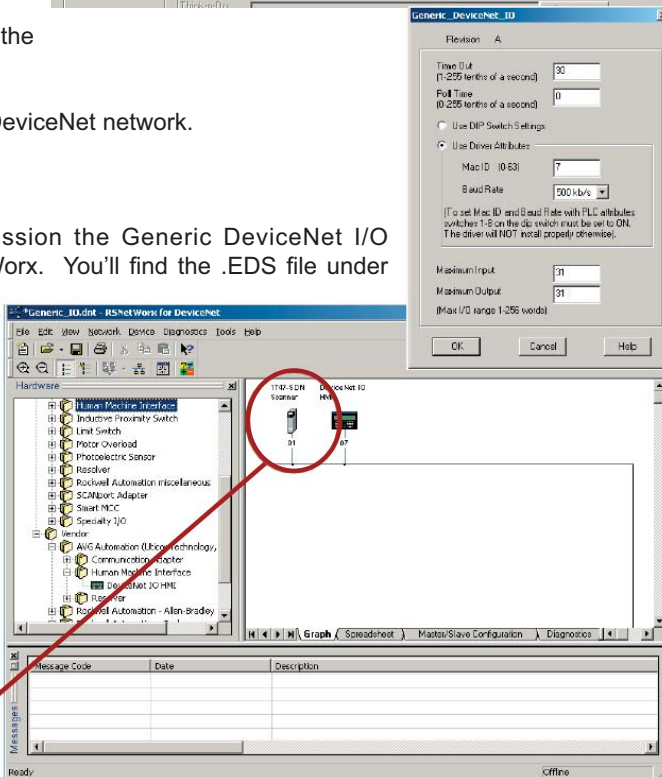 Think-n-Do
the
DeviceNet network.
ssion the Generic DeviceNet I/O
Worx. You'll find the .EDS file under
Generic_DeviceNet_IO
Revision A
Time Out
(1-255 tenths of a second)
30
Poll Time
(0-255 tenths of a second)
0
Use DIP Switch Settings
Use Driver Attributes
Mac ID (0-63)
7
Baud Rate
500 kb/s
(To set Mac ID and Baud Rate with PLC attributes
switches 1-8 on the dip switch must be set to ON.
The driver will NOT install properly otherwise).
Maximum Input
31
Maximum Output
31
(Max I/O range 1-256 words)
OK Cancel Help
*Generic_IO.dnt - RSNetWorx for DeviceNet
File Edit View Network Device Diagnostics Tools Help
Hardware
Human Machine Interface
Inductive Proximity Switch
Limit Switch
Motor Overload
Photoelectric Sensor
Resolver
Rockwell Automation miscellaneous
SCANport Adapter
Smart MCC
Specialty I/O
Vendor
AVG Automation (Uticor Technology,
Communication Adapter
Human Machine Interface
DeviceNet IO HMI
Resolver
Rockwell Automation - Allen-Bradley
1747-SDN
Scanner
01
DeviceNet IO
HMI
07
Graph Spreadsheet Master/Slave Configuration Diagnostics
Messages
Message Code Date Description
Ready
Offline